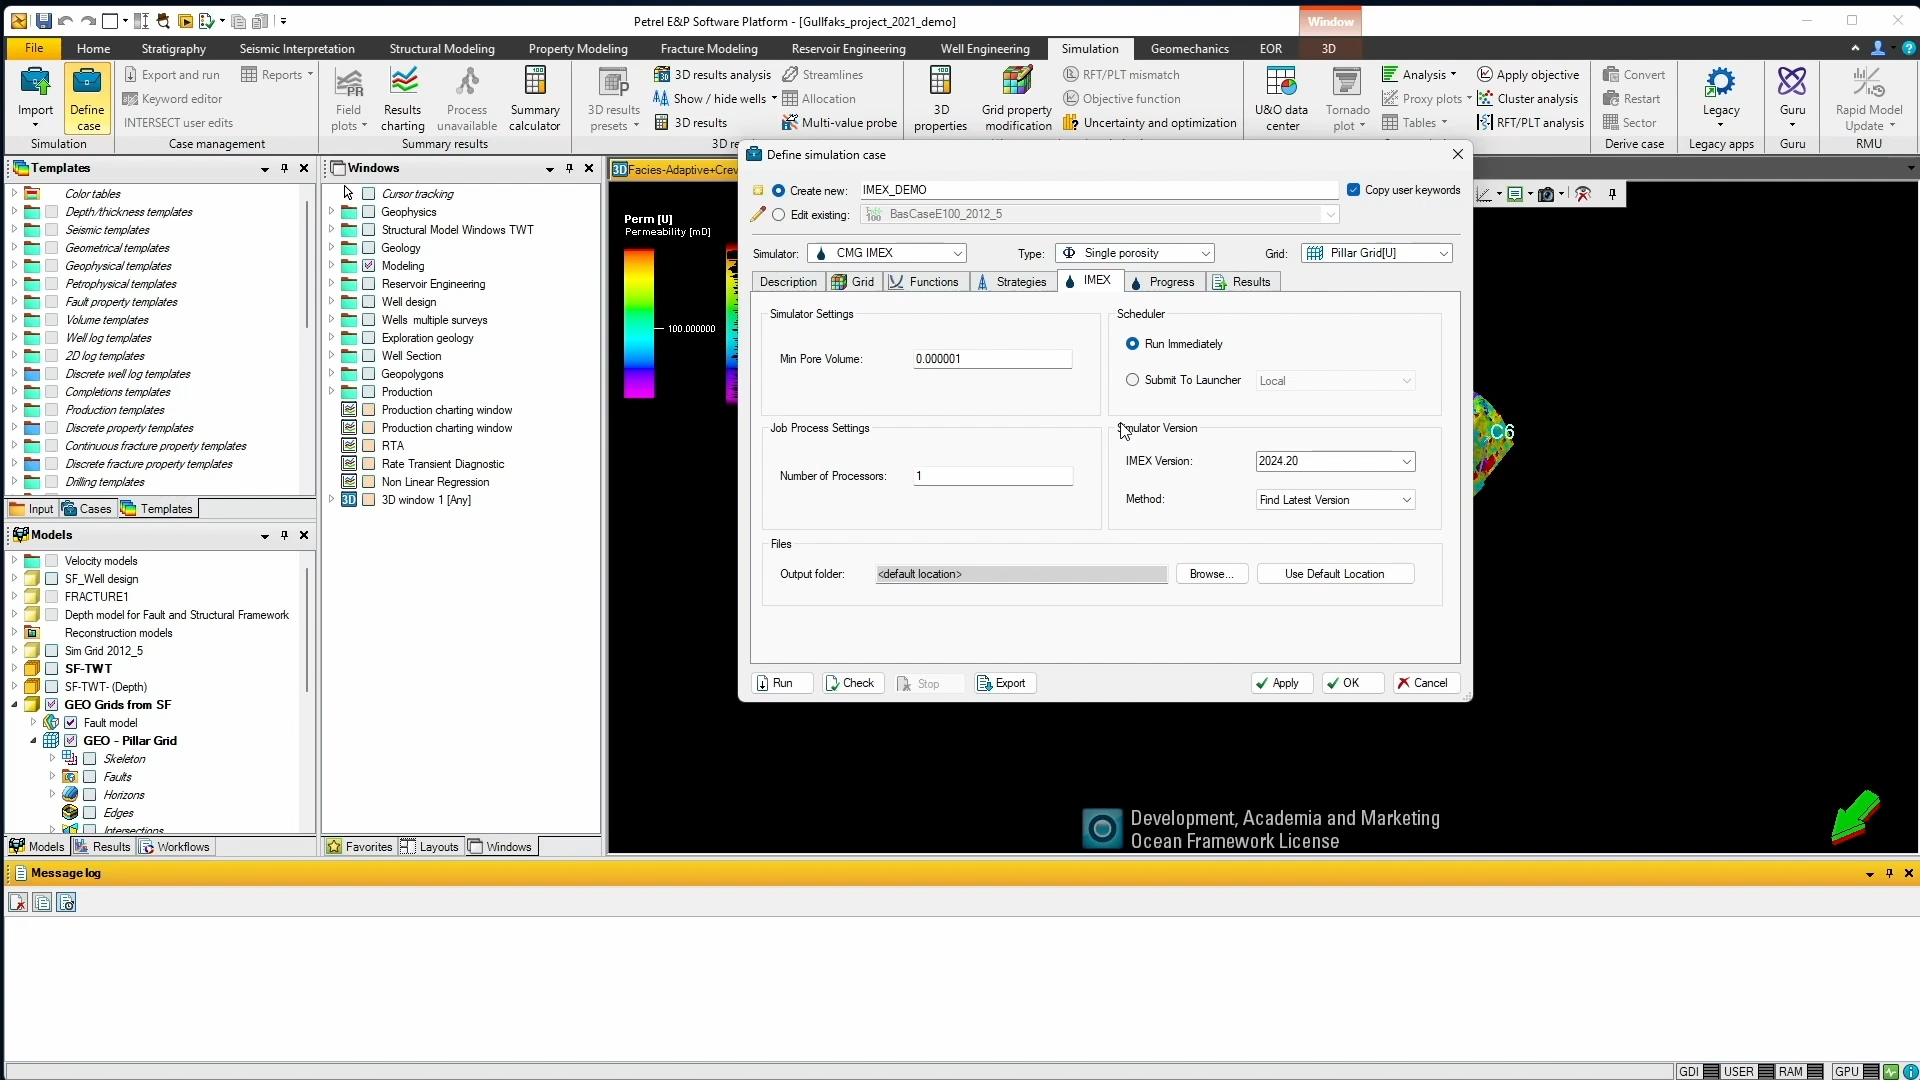 Petrel E&P Software Platform - [Gullfaks_project_2021_demo]
Window
File
Home
Stratigraphy
Seismic Interpretation
Structural Modeling
Property Modeling
Fracture Modeling
Reservoir Engineering
Well Engineering
Simulation
Geomechanics
EOR
3D
Import
Define case
Simulation
Export and run
Reports
Keyword editor
INTERSECT user edits
Case management
Field plots
Results charting
Process unavailable
Summary calculator
Summary results
3D results presets
3D results analysis
Show / hide wells
3D results
Streamlines
Allocation
Multi-value probe
3D re
3D properties
Grid property modification
RFT/PLT mismatch
Objective function
Uncertainty and optimization
U&O data center
Tornado plot
Analysis
Proxy plots
Tables
Apply objective
Cluster analysis
RFT/PLT analysis
Convert
Restart
Sector
Derive case
Legacy
Legacy apps
Guru
Guru
Rapid Model Update
RMU
Templates
Color tables
Depth/thickness templates
Seismic templates
Geometrical templates
Geophysical templates
Petrophysical templates
Fault property templates
Volume templates
Well log templates
2D log templates
Discrete well log templates
Completions templates
Production templates
Discrete property templates
Continuous fracture property templates
Discrete fracture property templates
Drilling templates
Input
Cases
Templates
Models
Velocity models
SF_Well design
FRACTURE1
Depth model for Fault and Structural Framework
Reconstruction models
Sim Grid 2012_5
SF-TWT
SF-TWT- (Depth)
GEO Grids from SF
Fault model
GEO - Pillar Grid
Skeleton
Faults
Horizons
Edges
Intersections
Models
Results
Workflows
Windows
Cursor tracking
Geophysics
Structural Model Windows TWT
Geology
Modeling
Reservoir Engineering
Well design
Wells multiple surveys
Exploration geology
Well Section
Geopolygons
Production
Production charting window
Production charting window
RTA
Rate Transient Diagnostic
Non Linear Regression
3D window 1 [Any]
Favorites
Layouts
Windows
3D Facies-Adaptive+Crev
Perm [U]
Permeability [mD]
100.000000
C6
Define simulation case
Create new:
IMEX_DEMO
Copy user keywords
Edit existing:
BasCaseE100_2012_5
Simulator:
CMG IMEX
Type:
Single porosity
Grid:
Pillar Grid[U]
Description
Grid
Functions
Strategies
IMEX
Progress
Results
Simulator Settings
Min Pore Volume:
0.000001
Scheduler
Run Immediately
Submit To Launcher
Local
Job Process Settings
Number of Processors:
1
Simulator Version
IMEX Version:
2024.20
Method:
Find Latest Version
Files
Output folder:
<default location>
Browse...
Use Default Location
Run
Check
Stop
Export
Apply
OK
Cancel
Development, Academia and Marketing
Ocean Framework License
Message log
GDI
USER
RAM
GPU